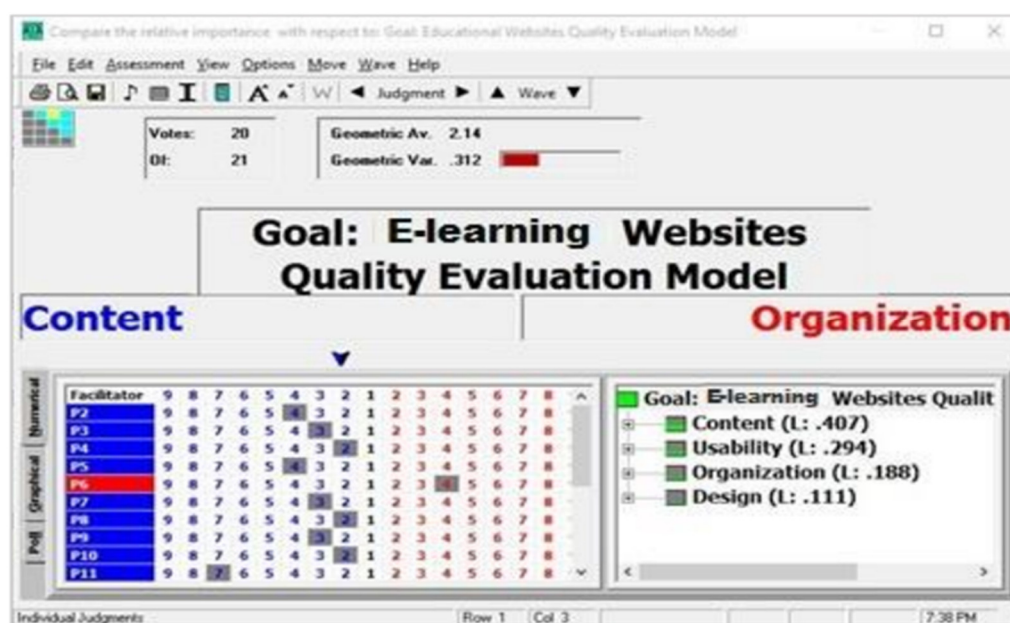 Compare the relative importance with respect to: Goal: Educational Websites Quality Evaluation Model
File Edit Assessment View Options Move Wave Help
Judgment Wave
Votes: 20
Of: 21
Geometric Av. 2.14
Geometric Var. .312
Goal: E-learning Websites
Quality Evaluation Model
Content
Organization
Numerical
Graphical
Poll
Facilitator 9 8 7 6 5 4 3 2 1 2 3 4 5 6 7 8
P2 9 8 7 6 5 4 3 2 1 2 3 4 5 6 7 8
P3 9 8 7 6 5 4 3 2 1 2 3 4 5 6 7 8
P4 9 8 7 6 5 4 3 2 1 2 3 4 5 6 7 8
P5 9 8 7 6 5 4 3 2 1 2 3 4 5 6 7 8
P6 9 8 7 6 5 4 3 2 1 2 3 4 5 6 7 8
P7 9 8 7 6 5 4 3 2 1 2 3 4 5 6 7 8
P8 9 8 7 6 5 4 3 2 1 2 3 4 5 6 7 8
P9 9 8 7 6 5 4 3 2 1 2 3 4 5 6 7 8
P10 9 8 7 6 5 4 3 2 1 2 3 4 5 6 7 8
P11 9 8 7 6 5 4 3 2 1 2 3 4 5 6 7 8
Goal: E-learning Websites Qualit
Content (L: .407)
Usability (L: .294)
Organization (L: .188)
Design (L: .111)
Individual Judgments
Row 1 Col 3
7:38 PM